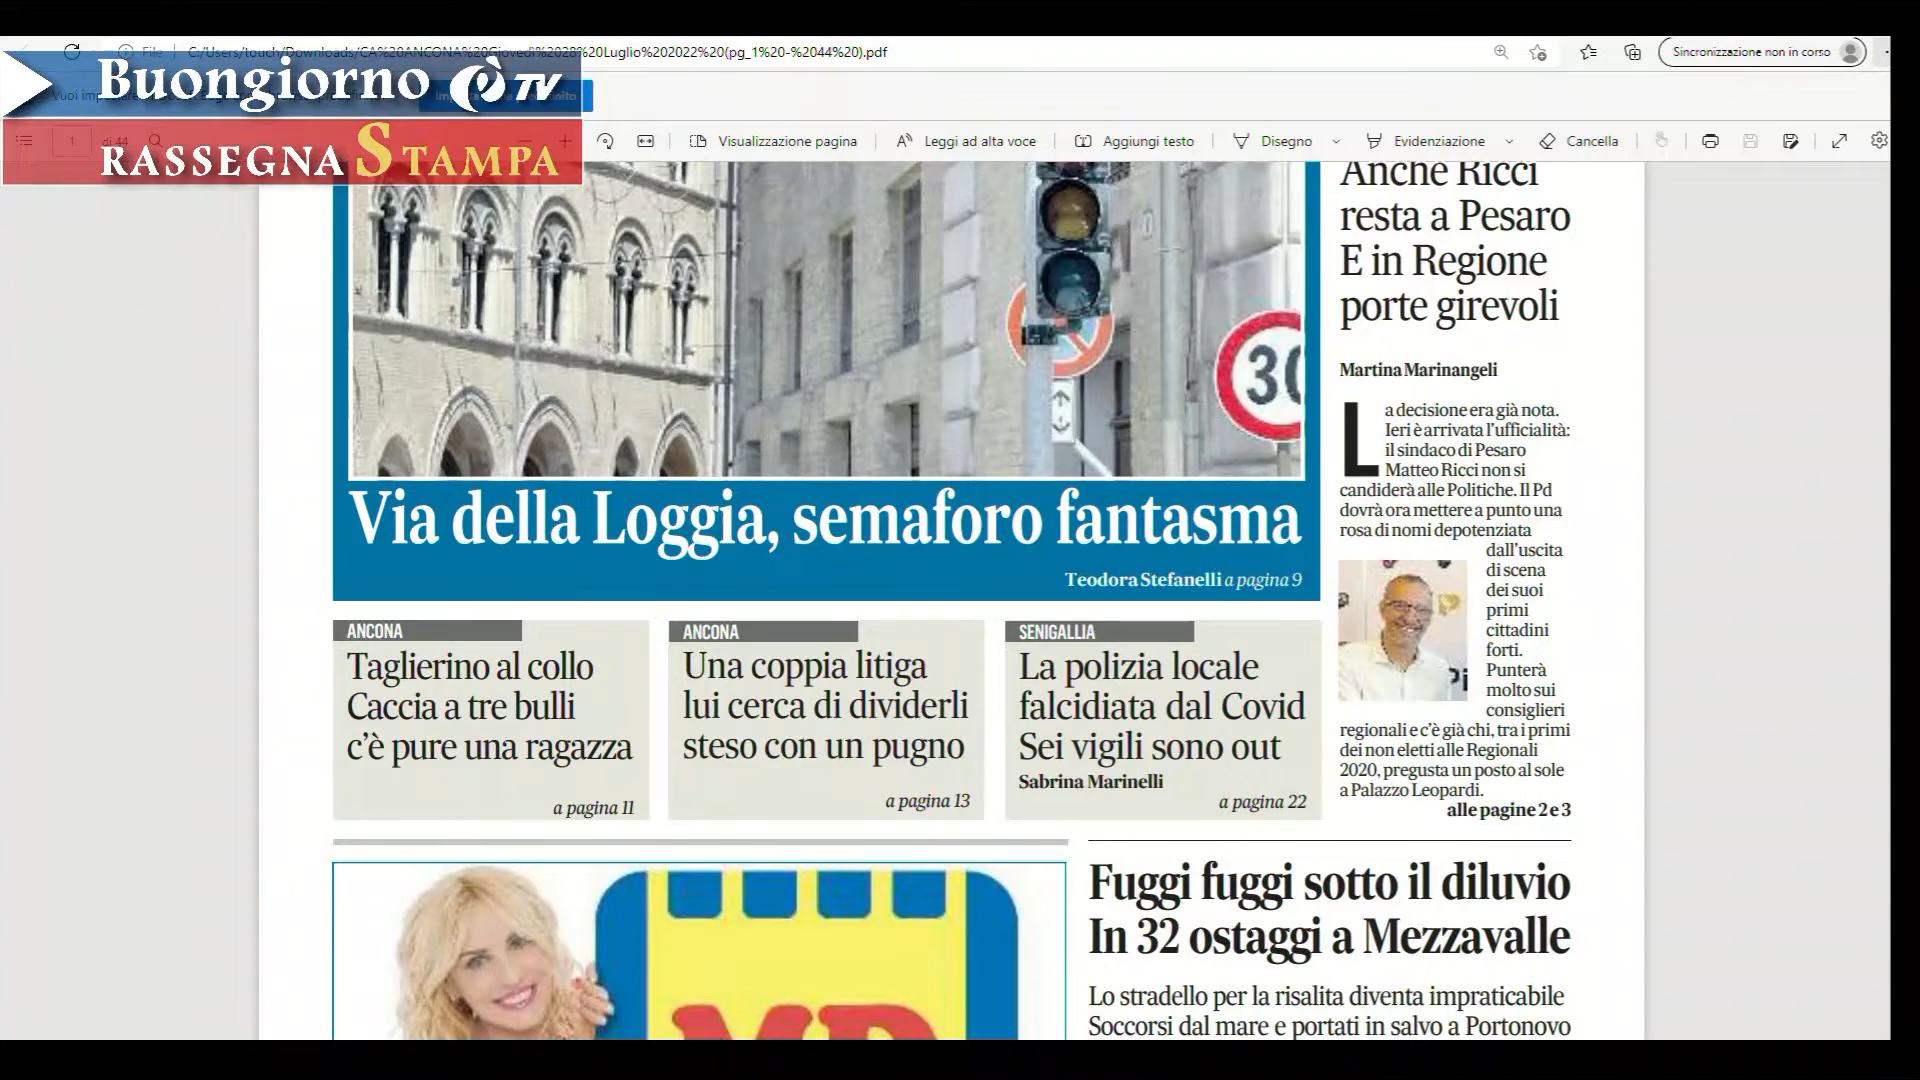 File
C:/Users/touch/Downloads/CA%20ANCONA%20Giovedì%2028%20Luglio%202022%20(pg_1%20-%2044%20).pdf
Sincronizzazione non in corso
Buongiorno è TV
RASSEGNA STAMPA
1
di 44
Visualizzazione pagina
Leggi ad alta voce
Aggiungi testo
Disegno
Evidenziazione
Cancella
30
Via della Loggia, semaforo fantasma
Teodora Stefanelli a pagina 9
Anche Ricci
resta a Pesaro
E in Regione
porte girevoli
Martina Marinangeli
La decisione era già nota.
Ieri è arrivata l'ufficialità:
il sindaco di Pesaro
Matteo Ricci non si
candiderà alle Politiche. Il Pd
dovrà ora mettere a punto una
rosa di nomi depotenziata
dall'uscita
di scena
dei suoi
primi
cittadini
forti.
Punterà
molto sui
consiglieri
regionali e c'è già chi, tra i primi
dei non eletti alle Regionali
2020, pregusta un posto al sole
a Palazzo Leopardi.
alle pagine 2 e 3
ANCONA
Taglierino al collo
Caccia a tre bulli
c'è pure una ragazza
a pagina 11
ANCONA
Una coppia litiga
lui cerca di dividerli
steso con un pugno
a pagina 13
SENIGALLIA
La polizia locale
falcidiata dal Covid
Sei vigili sono out
Sabrina Marinelli
a pagina 22
Fuggi fuggi sotto il diluvio
In 32 ostaggi a Mezzavalle
Lo stradello per la risalita diventa impraticabile
Soccorsi dal mare e portati in salvo a Portonovo